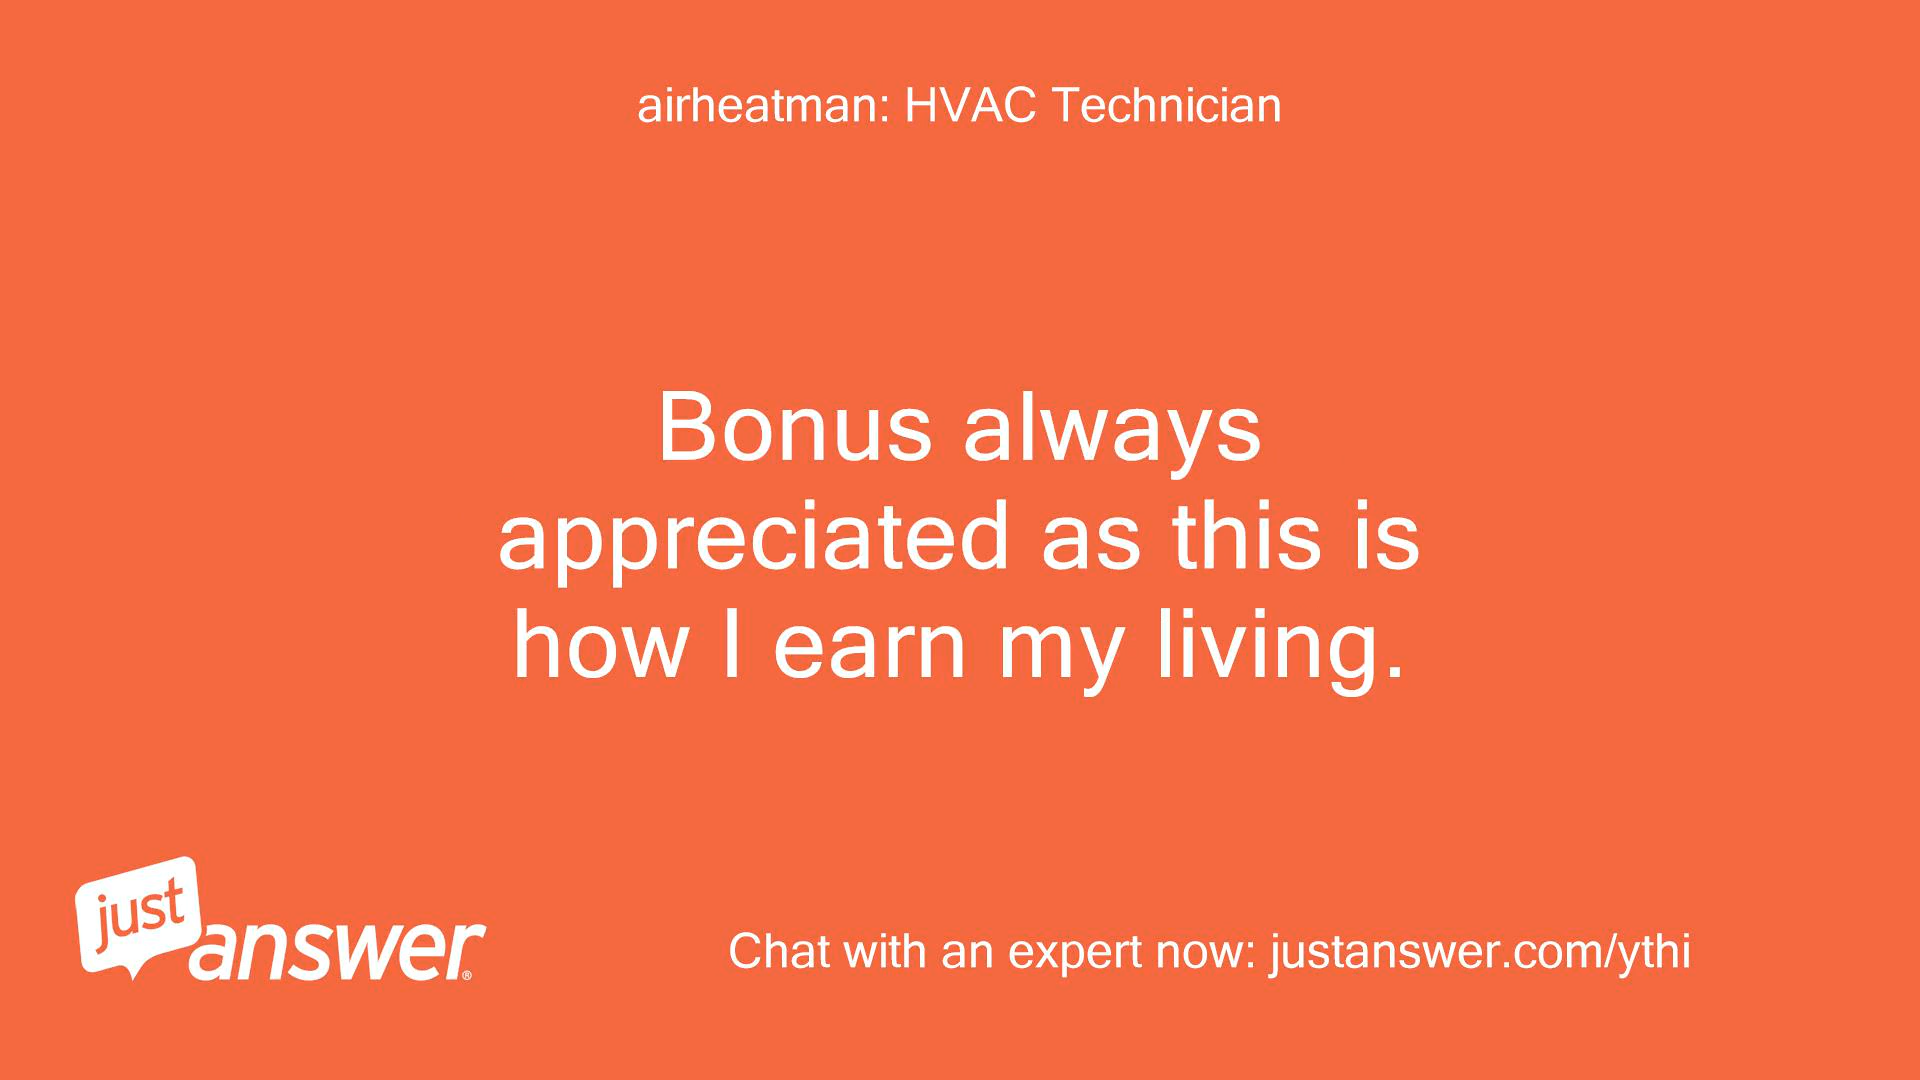 airheatman: HVAC Technician
Bonus always
appreciated as this is
how I earn my living.
just
answer®
Chat with an expert now: justanswer.com/ythi